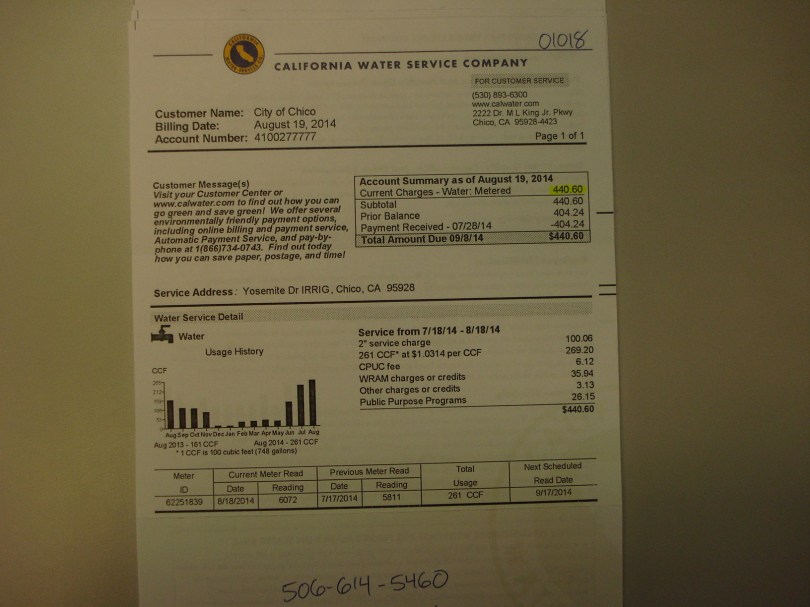 01018
CALIFORNIA WATER SERVICE COMPANY
FOR CUSTOMER SERVICE
(530) 893-6300
www.calwater.com
2222 Dr. M L King Jr. Pkwy
Chico, CA 95928-4423
Customer Name: City of Chico
Billing Date: August 19, 2014
Account Number: 4100277777
Page 1 of 1
Customer Message(s)
Visit your Customer Center or
www.calwater.com to find out how you can
go green and save green! We offer several
environmentally friendly payment options,
including online billing and payment service,
Automatic Payment Service, and pay-by-
phone at 1(866)734-0743. Find out today
how you can save paper, postage, and time!
Account Summary as of August 19, 2014
Current Charges - Water: Metered 440.60
Subtotal 440.60
Prior Balance 404.24
Payment Received - 07/28/14 -404.24
Total Amount Due 09/8/14 $440.60
Service Address: Yosemite Dr IRRIG, Chico, CA 95928
Water Service Detail
Water
Usage History
CCF
Aug Sep Oct Nov Dec Jan Feb Mar Apr May Jun Jul Aug
Aug 2013 - 161 CCF Aug 2014 - 261 CCF
* 1 CCF is 100 cubic feet (748 gallons)
Service from 7/18/14 - 8/18/14
2" service charge 100.06
261 CCF* at $1.0314 per CCF 269.20
CPUC fee 6.12
WRAM charges or credits 35.94
Other charges or credits 3.13
Public Purpose Programs 26.15
$440.60
Meter ID Current Meter Read Previous Meter Read Total Usage Next Scheduled Read Date
Date Reading Date Reading
62251839 8/18/2014 6072 7/17/2014 5811 261 CCF 9/17/2014
506-614-5460